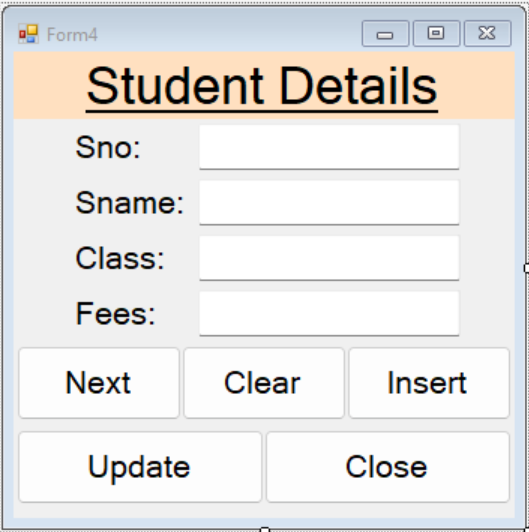 Form4
Student Details
Sno:
Sname:
Class:
Fees:
Next Clear Insert
Update Close